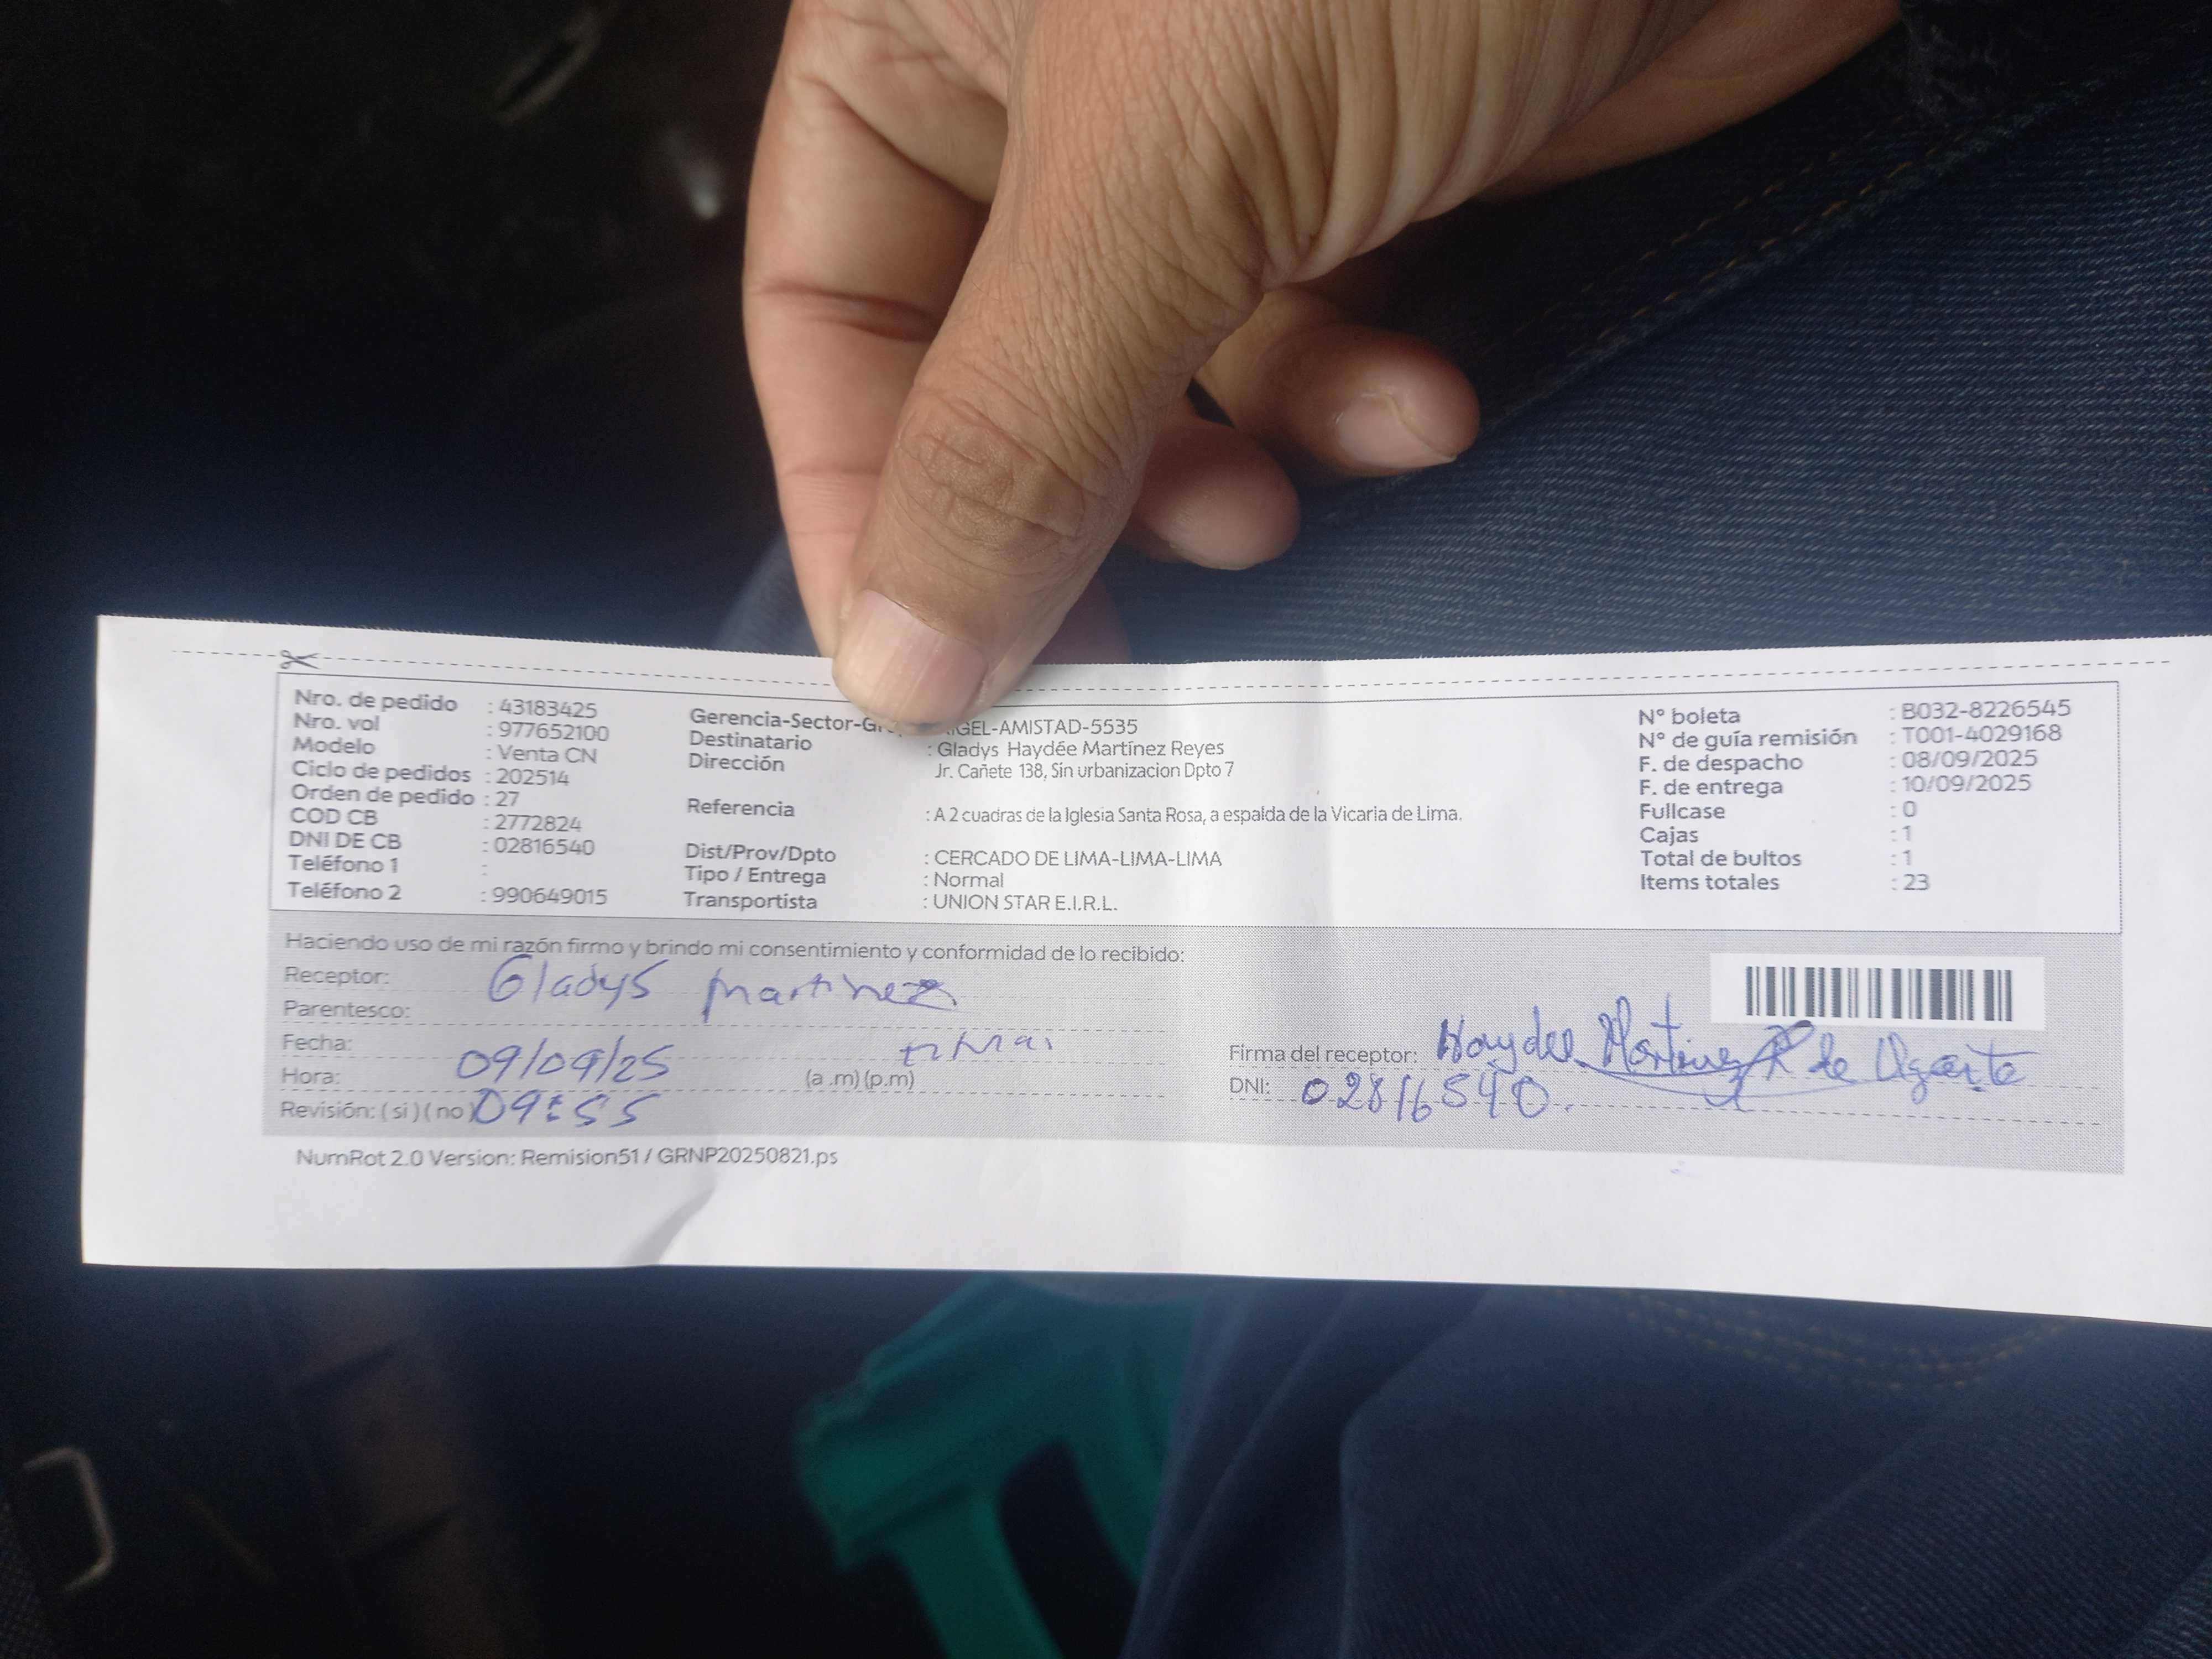 Nro. de pedido : 43183425
Nro. vol : 977652100
Modelo : Venta CN
Ciclo de pedidos : 202514
Orden de pedido : 27
COD CB : 2772824
DNI DE CB : 02816540
Teléfono 1 :
Teléfono 2 : 990649015
Gerencia-Sector-G GEL-AMISTAD-5535
Destinatario : Gladys Haydée Martínez Reyes
Dirección Jr. Cañete 138, Sin urbanizacion Dpto 7
Referencia : A 2 cuadras de la Iglesia Santa Rosa, a espalda de la Vicaria de Lima.
Dist/Prov/Dpto : CERCADO DE LIMA-LIMA-LIMA
Tipo / Entrega : Normal
Transportista : UNION STAR E.I.R.L.
N° boleta : B032-8226545
N° de guía remisión : T001-4029168
F. de despacho : 08/09/2025
F. de entrega : 10/09/2025
Fullcase : 0
Cajas : 1
Total de bultos : 1
Items totales : 23
Haciendo uso de mi razón firmo y brindo mi consentimiento y conformidad de lo recibido:
Receptor: Gladys Martinez
Parentesco:
Fecha: 09/09/25
Hora: (a .m) (p.m)
Revisión: ( si ) ( no ) 09:55
Firma del receptor: Haydee Martinez R de Ugarte
DNI: 02816540.
NumRot 2.0 Version: Remision51 / GRNP20250821.ps